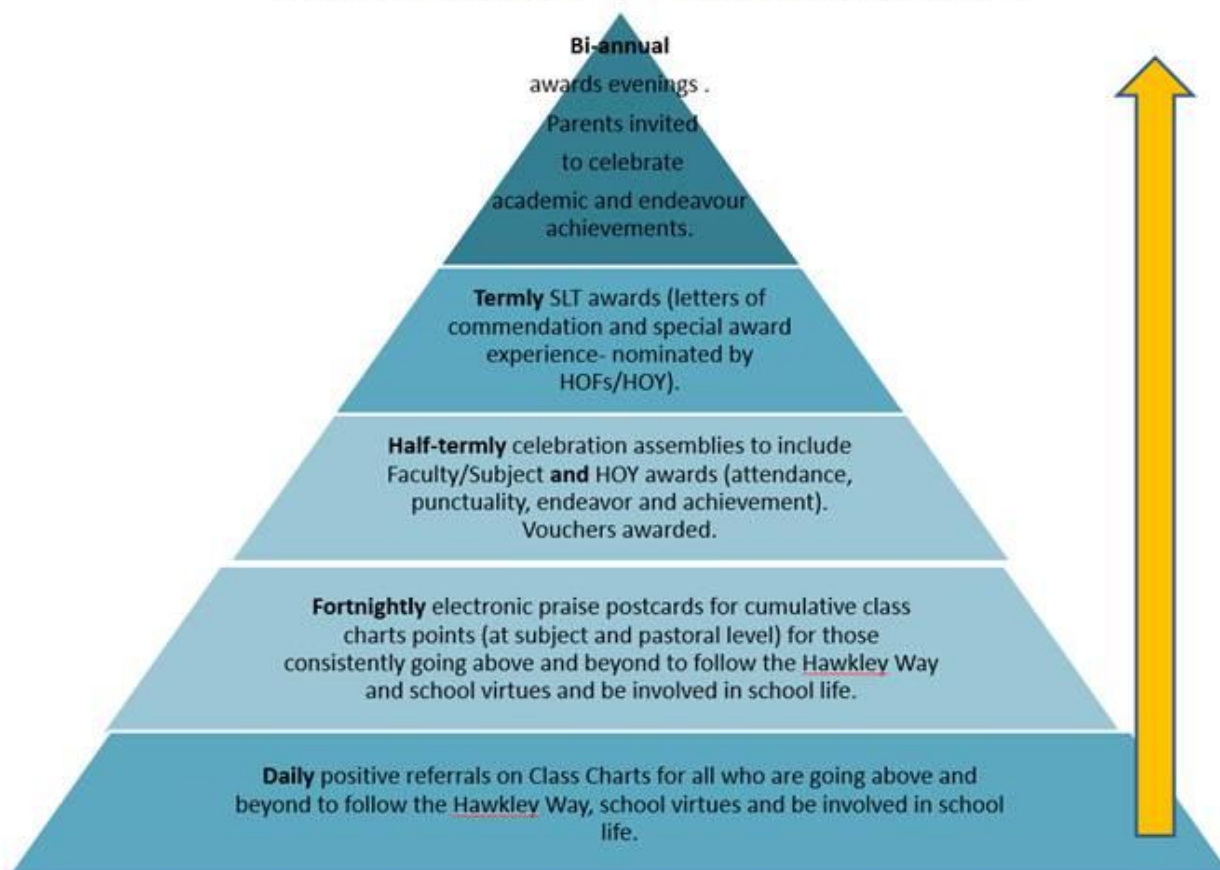 Bi-annual
awards evenings .
Parents invited
to celebrate
academic and endeavour
achievements.
Termly SLT awards (letters of
commendation and special award
experience- nominated by
HOFs/HOY).
Half-termly celebration assemblies to include
Faculty/Subject and HOY awards (attendance,
punctuality, endeavor and achievement).
Vouchers awarded.
Fortnightly electronic praise postcards for cumulative class
charts points (at subject and pastoral level) for those
consistently going above and beyond to follow the Hawkley Way
and school virtues and be involved in school life.
Daily positive referrals on Class Charts for all who are going above and
beyond to follow the Hawkley Way, school virtues and be involved in school
life.